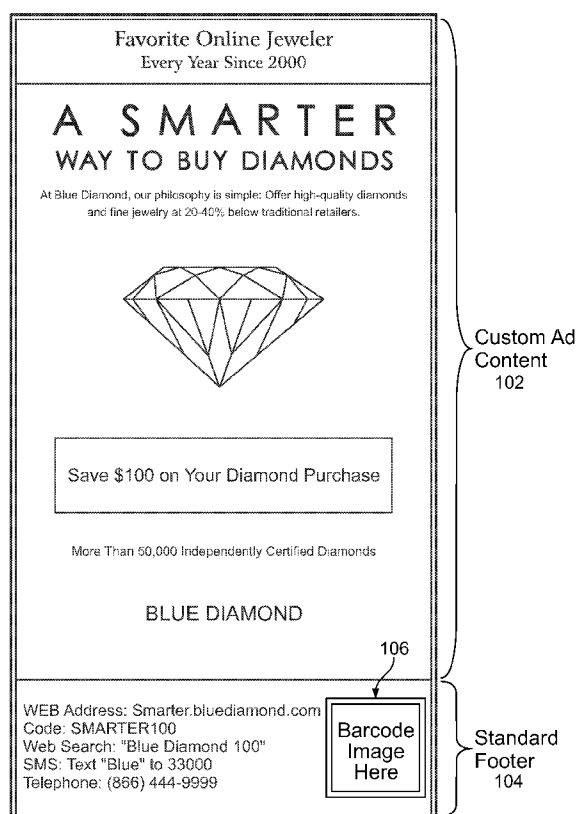 Favorite Online Jeweler
Every Year Since 2000
A SMARTER
WAY TO BUY DIAMONDS
At Blue Diamond, our philosophy is simple: Offer high-quality diamonds
and fine jewelry at 20-40% below traditional retailers.
Custom Ad
Content
102
Save $100 on Your Diamond Purchase
More Than 50,000 Independently Certified Diamonds
BLUE DIAMOND
106
WEB Address: Smarter.bluediamond.com
Code: SMARTER100
Web Search: "Blue Diamond 100"
SMS: Text "Blue" to 33000
Telephone: (866) 444-9999
Barcode
Image
Here
Standard
Footer
104